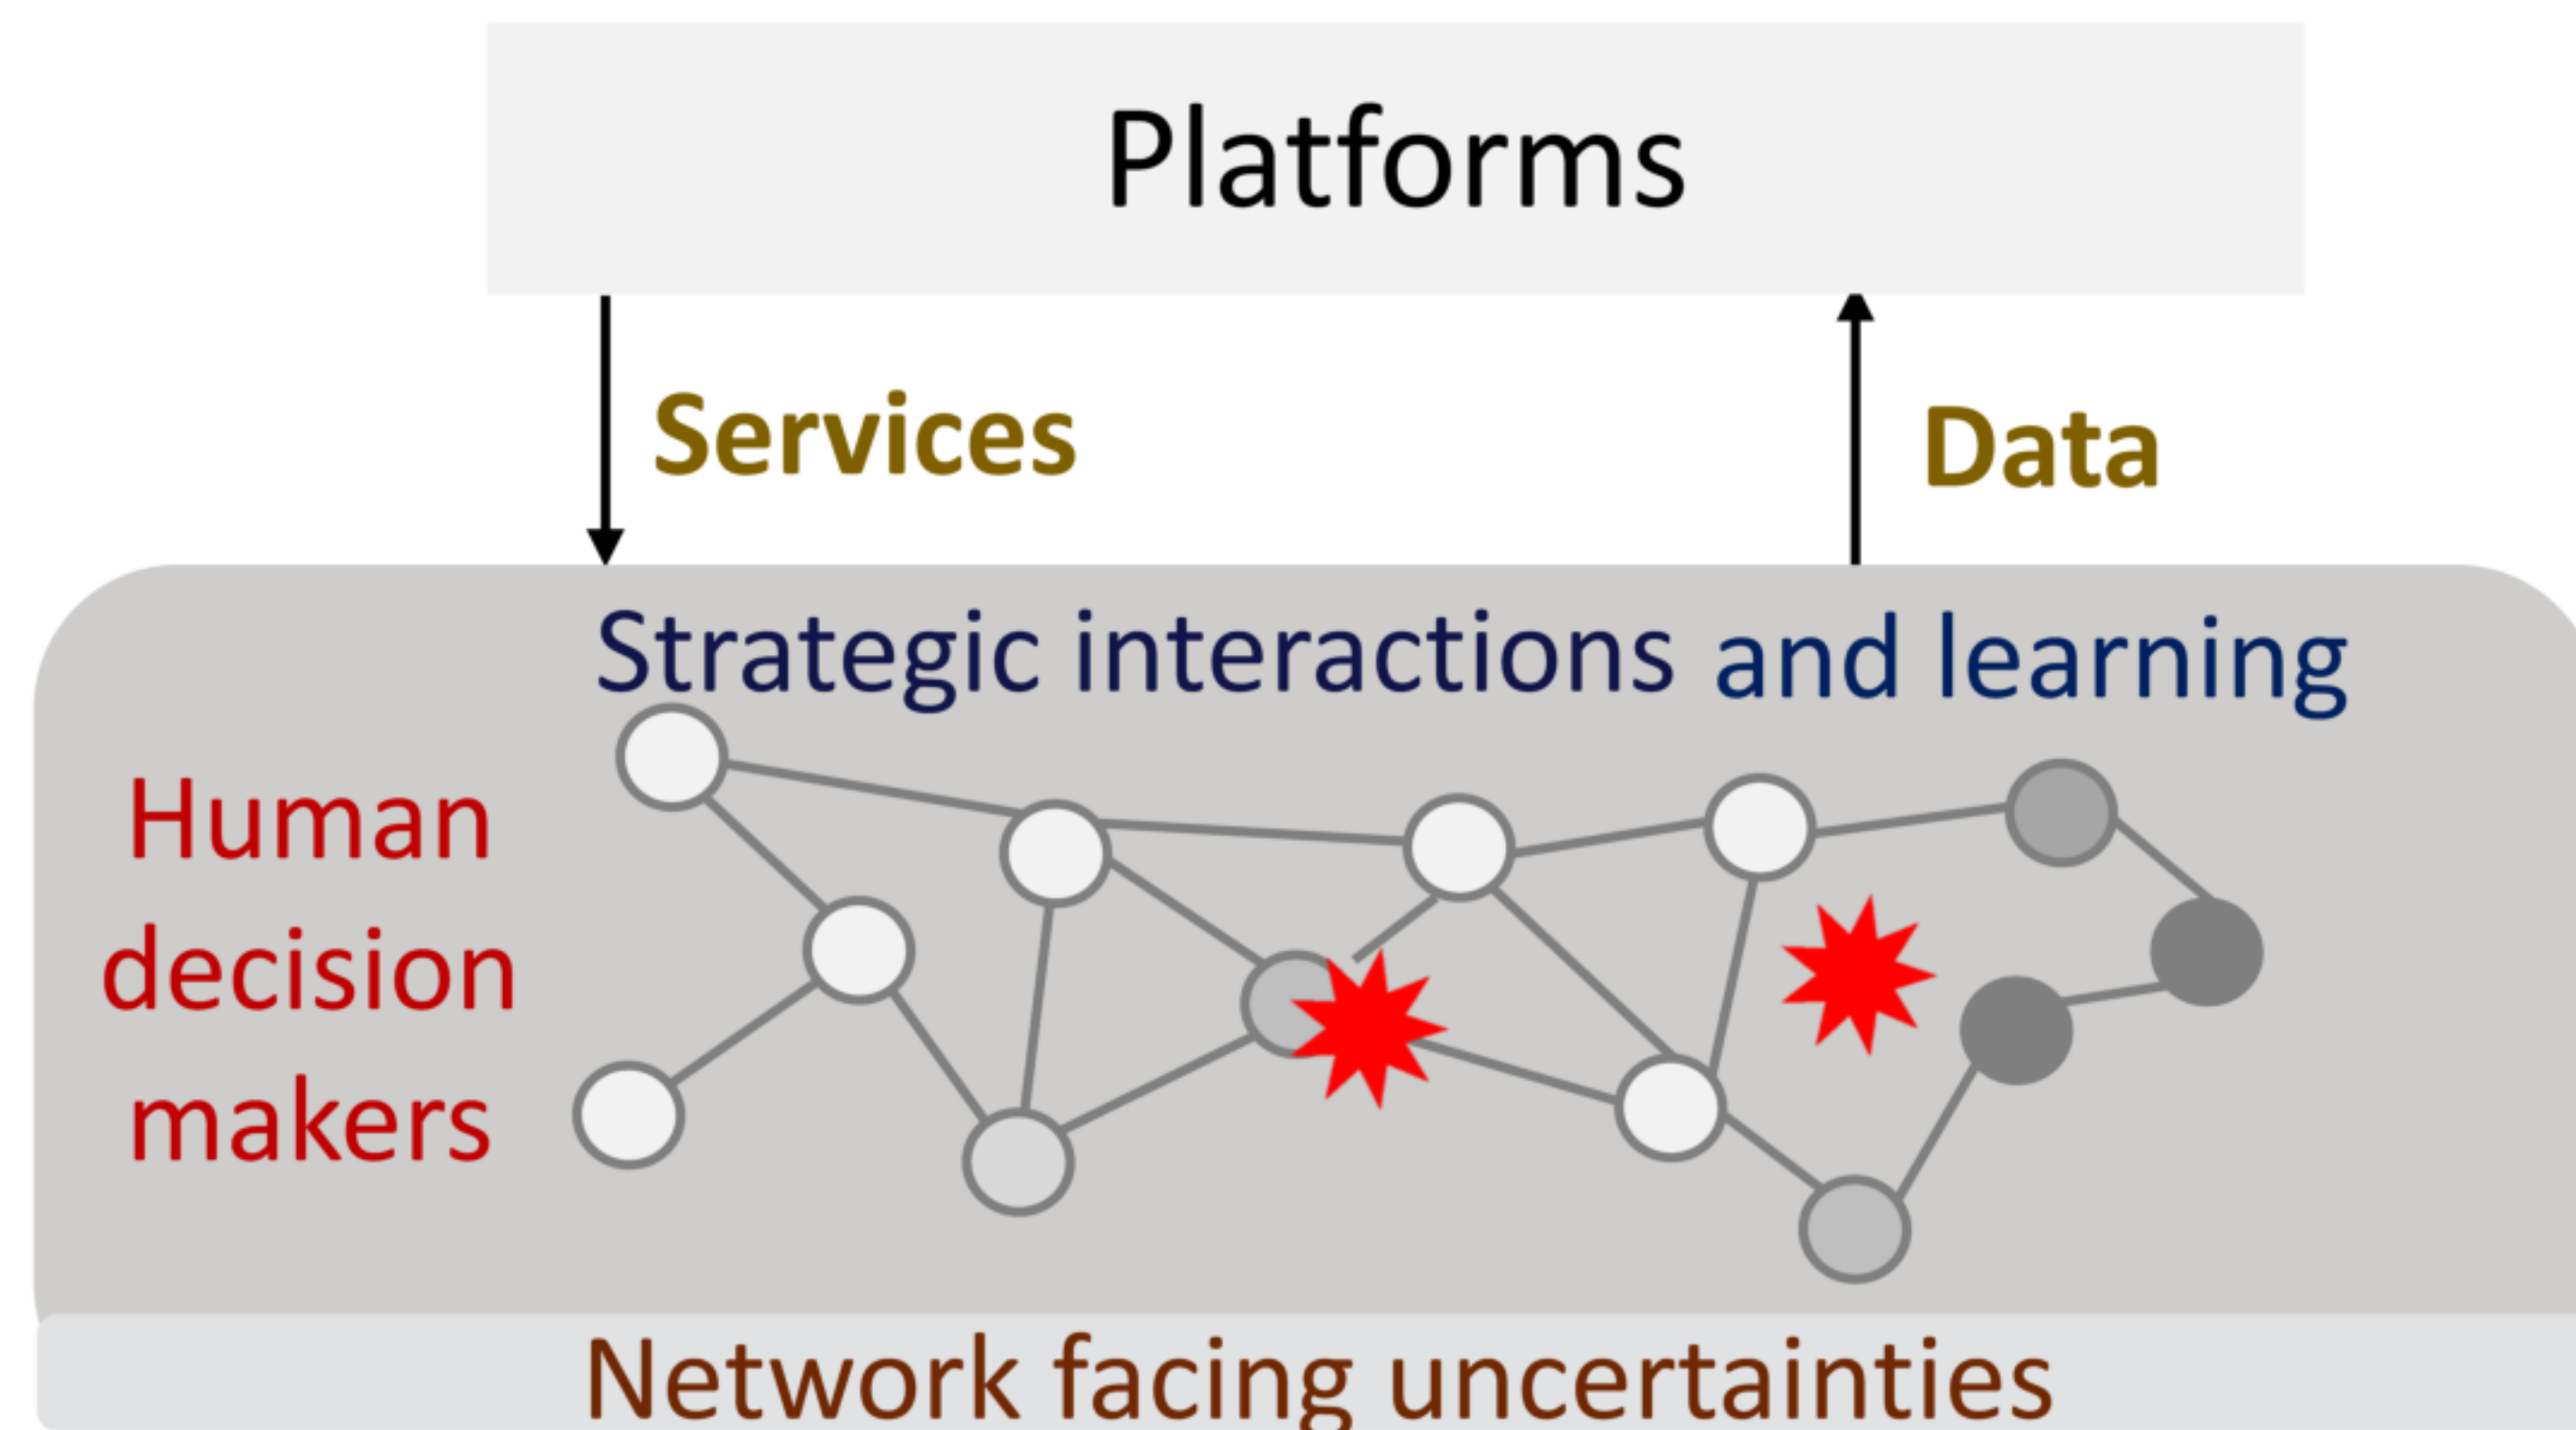 Platforms
Services
Data
Strategic interactions and learning
Human
decision
makers
Network facing uncertainties